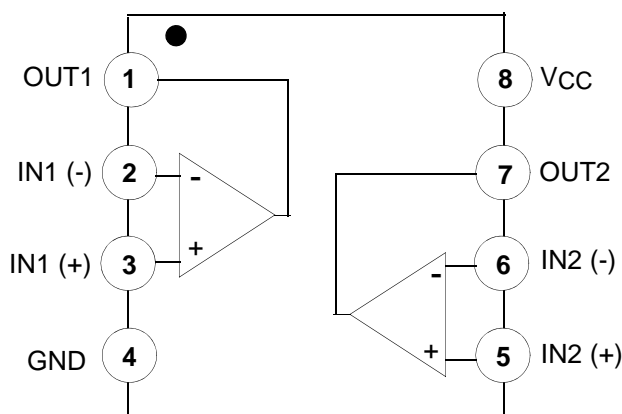 OUT1 1 8 VCC
IN1 (-) 2 - 7 OUT2
IN1 (+) 3 + - 6 IN2 (-)
GND 4 + 5 IN2 (+)